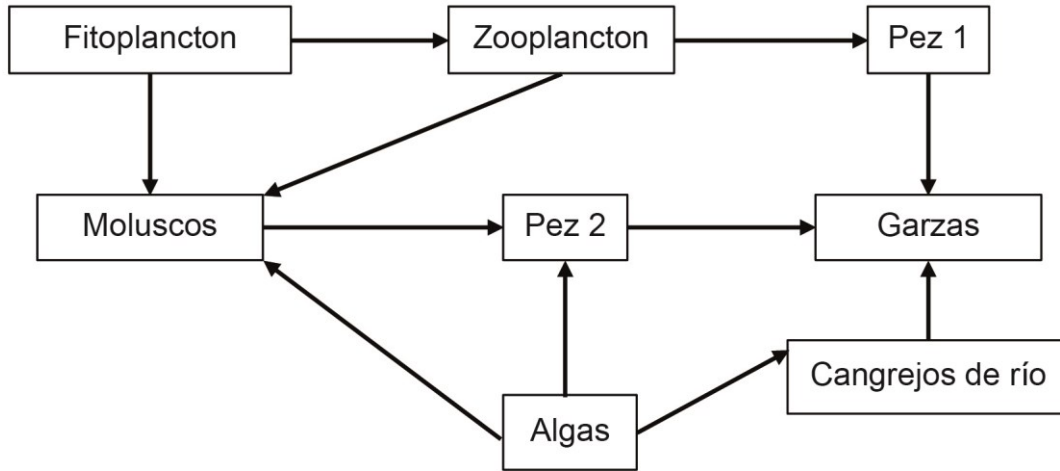 Fitoplancton
Zooplancton
Pez 1
Moluscos
Pez 2
Garzas
Cangrejos de río
Algas